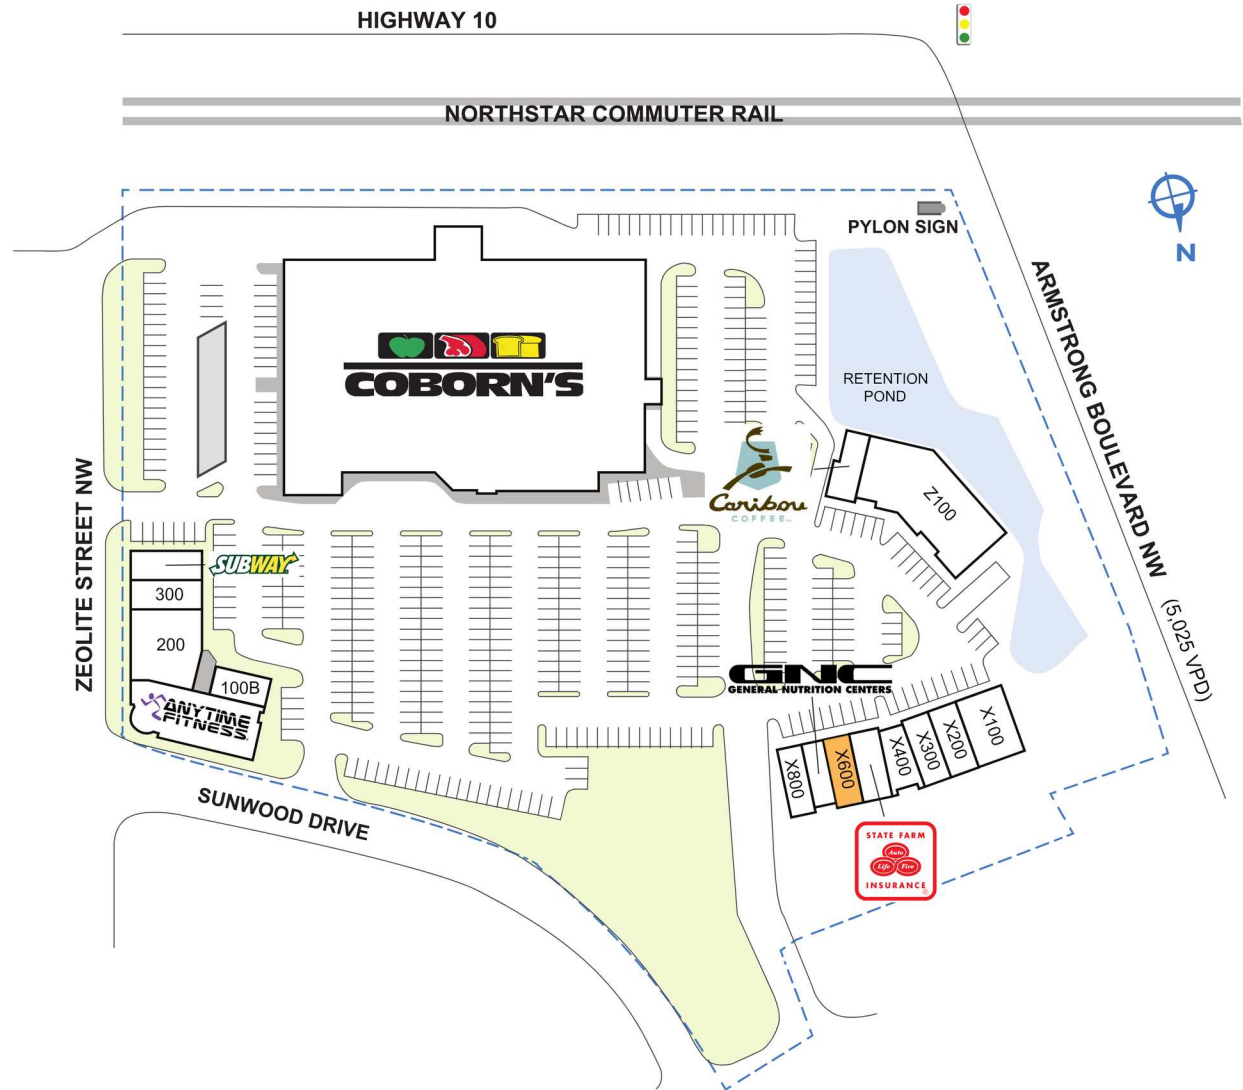 HIGHWAY 10
NORTHSTAR COMMUTER RAIL
PYLON SIGN
N
ARMSTRONG BOULEVARD NW
(5,025 VPD)
RETENTION
POND
COBORN'S
Caribou
COFFEE
Z100
ZEOLITE STREET NW
SUBWAY
300
200
100B
ANYTIME
FITNESS
GNC
GENERAL NUTRITION CENTERS
X800
X600
X400
X300
X200
X100
SUNWOOD DRIVE
STATE FARM
Auto
Life Fire
INSURANCE®